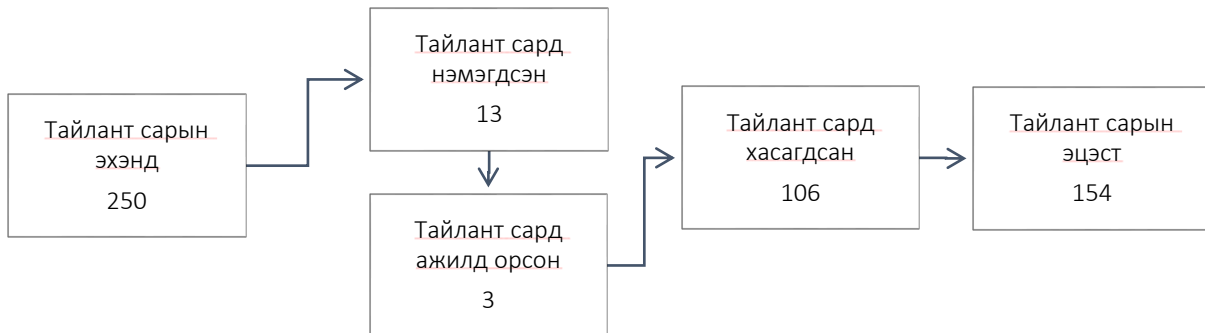 Тайлант сарын
эхэнд
250
Тайлант сард
нэмэгдсэн
13
Тайлант сард
ажилд орсон
3
Тайлант сард
хасагдсан
106
Тайлант сарын
эцэст
154